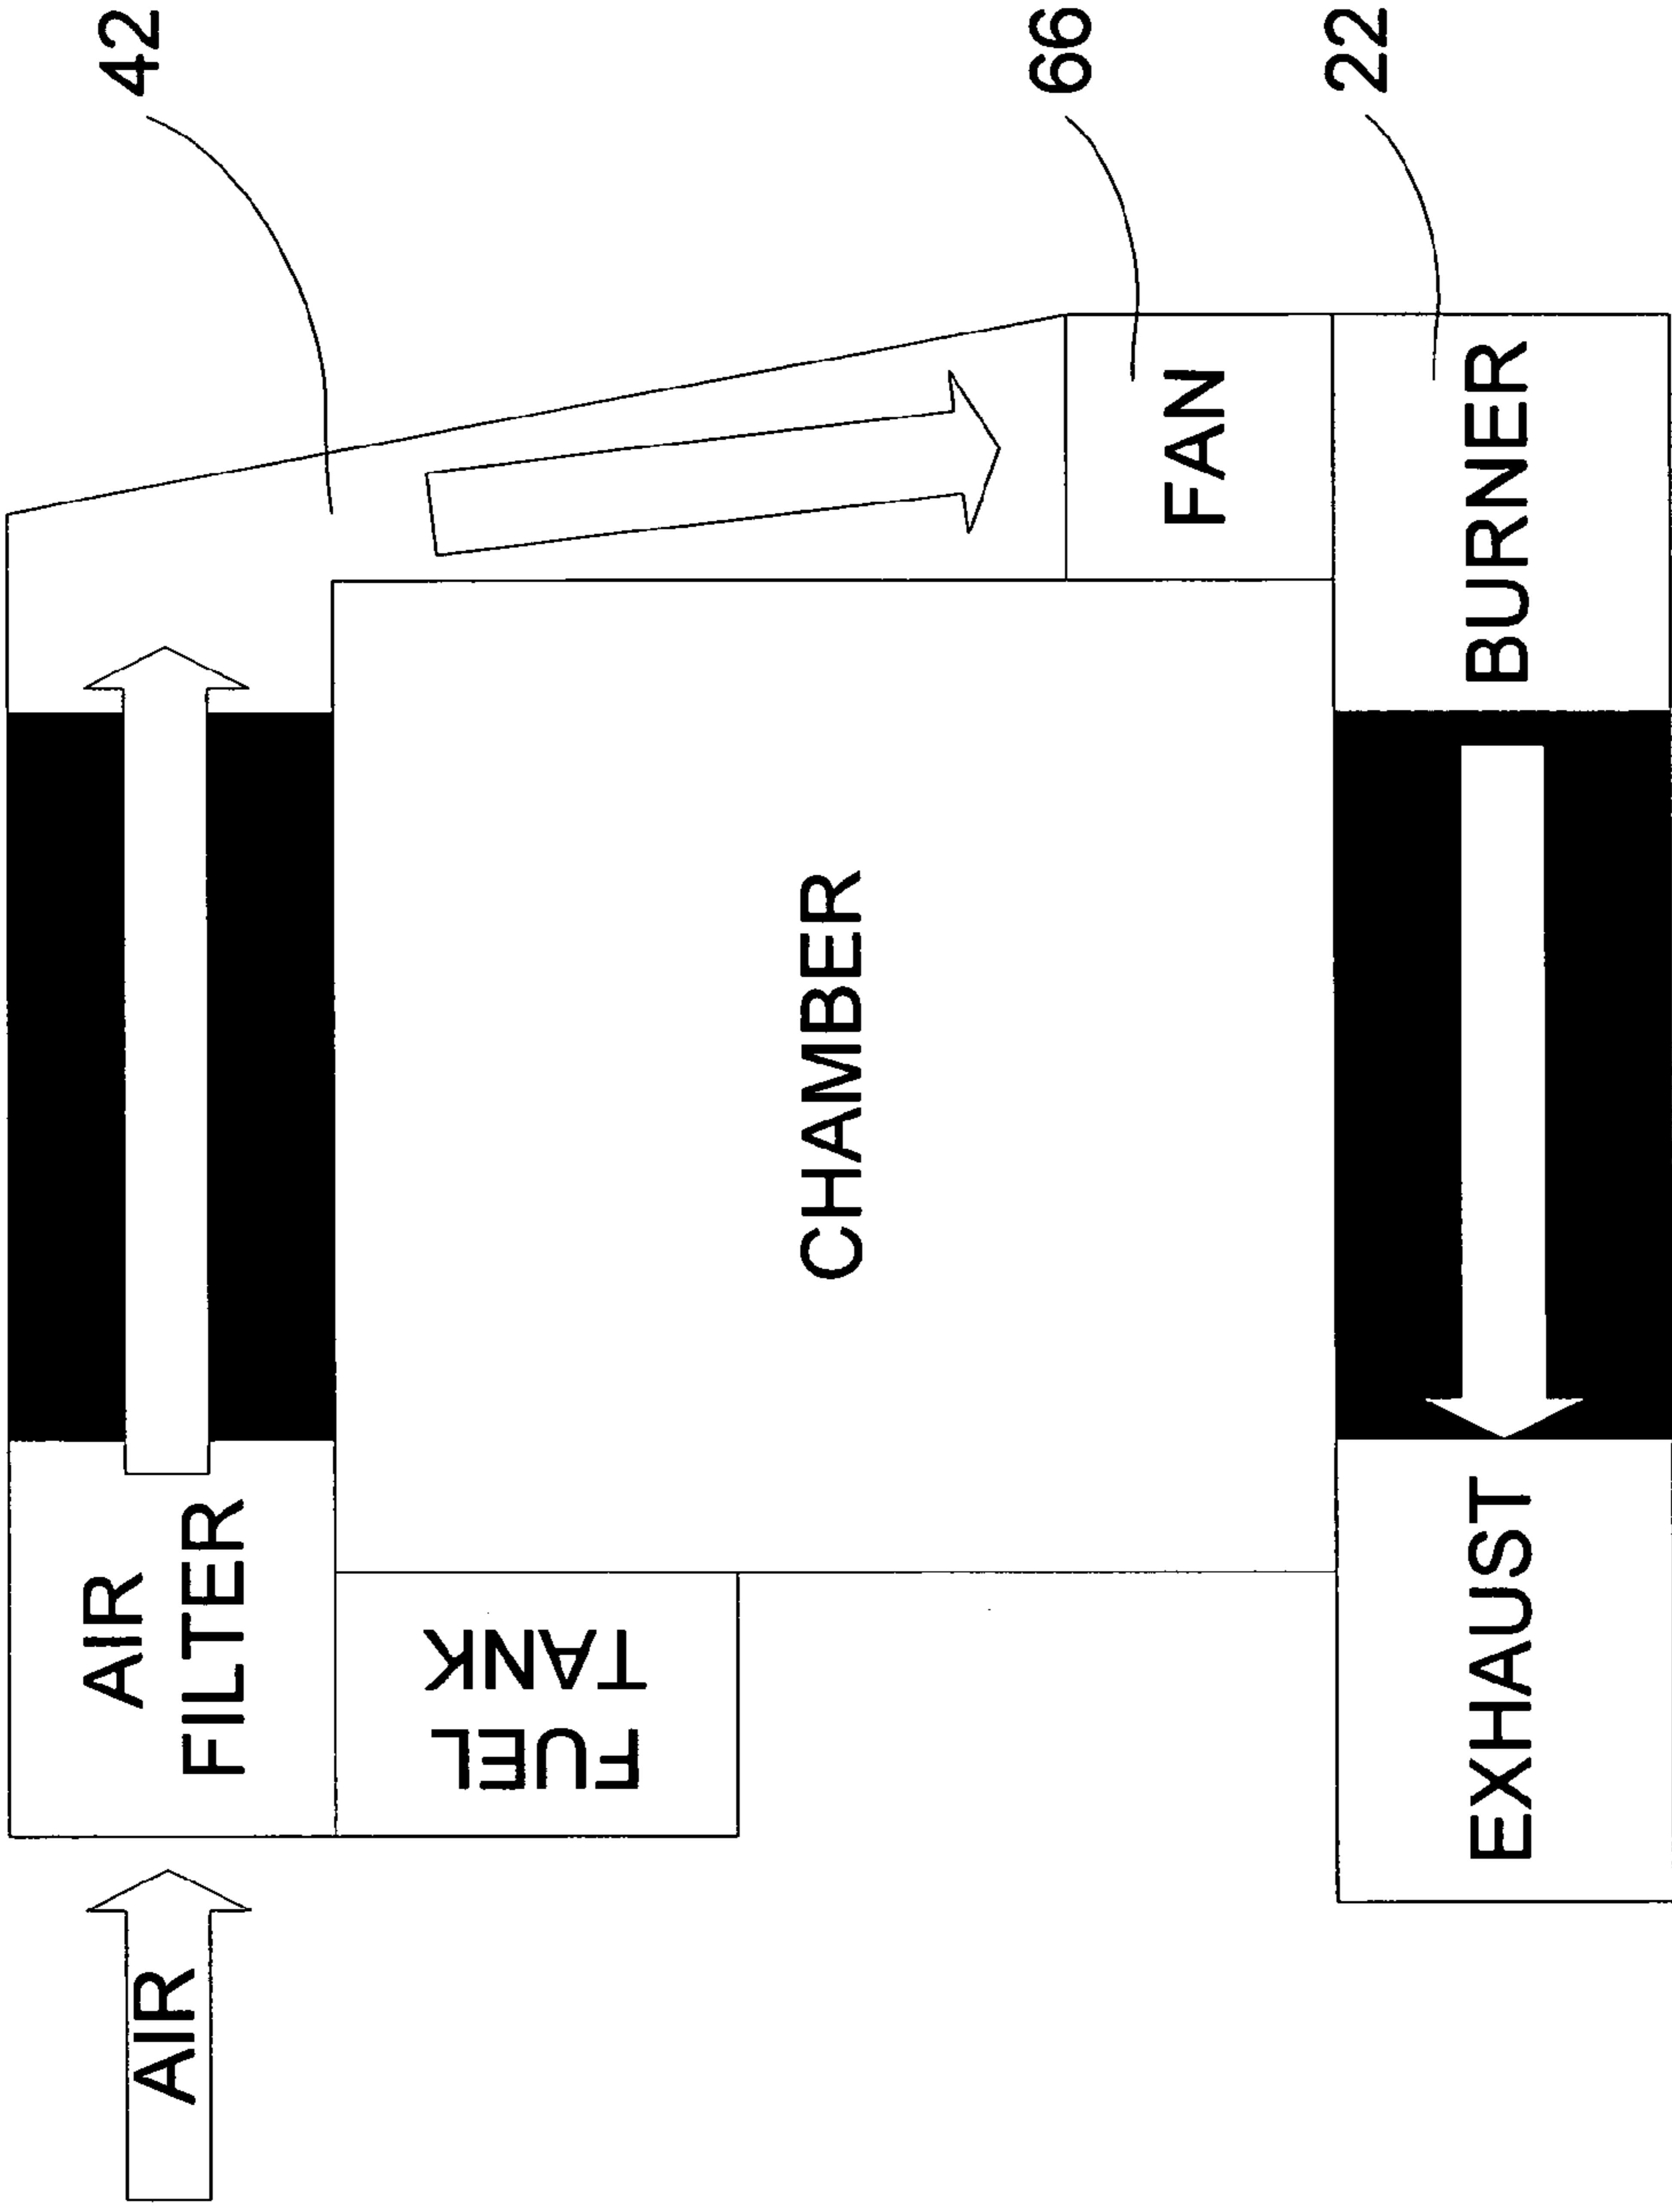 42
66
22
AIR
AIR
FILTER
FUEL
TANK
CHAMBER
FAN
BURNER
EXHAUST